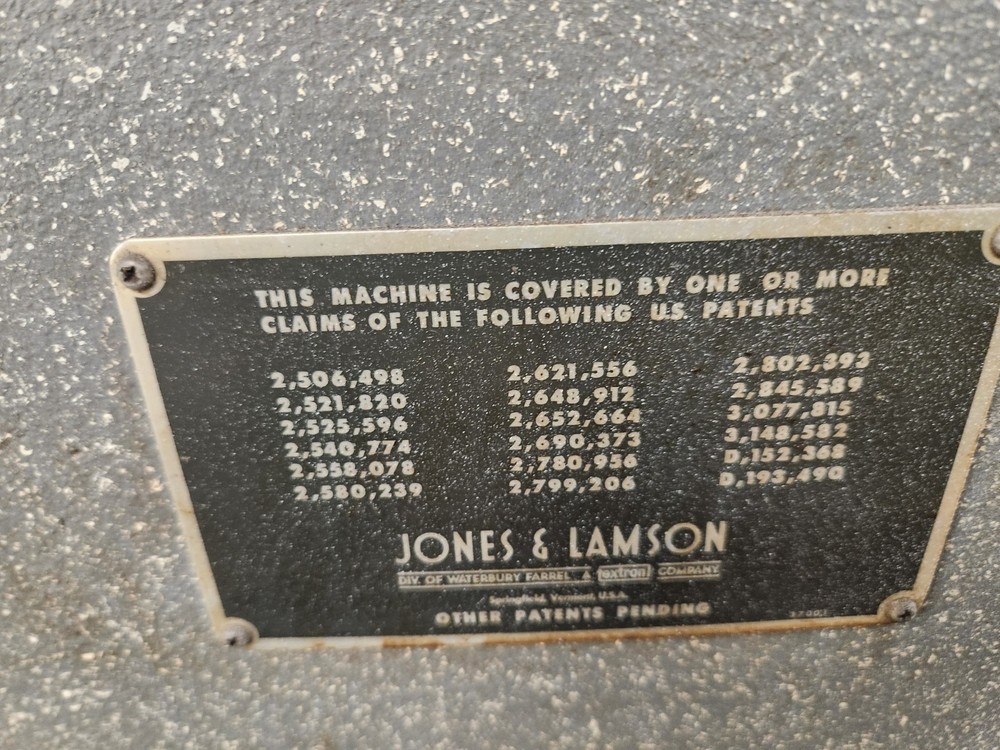 THIS MACHINE IS COVERED BY ONE OR MORE
CLAIMS OF THE FOLLOWING U.S. PATENTS
2,506,498 2,621,556 2,802,393
2,521,820 2,648,912 2,845,589
2,525,596 2,652,664 3,077,815
2,540,774 2,690,373 3,148,582
2,558,078 2,780,956 D,152,368
2,580,239 2,799,206 D,193,490
JONES & LAMSON
DIV. OF WATERBURY FARREL A textron COMPANY
Springfield, Vermont, U.S.A.
OTHER PATENTS PENDING